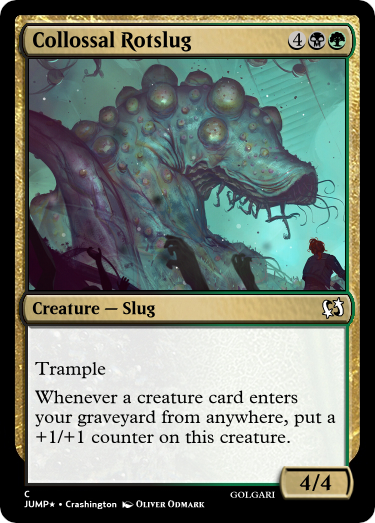 Collossal Rotslug 4
Creature — Slug
Trample
Whenever a creature card enters
your graveyard from anywhere, put a
+1/+1 counter on this creature.
4/4
C
GOLGARI
JUMP★ • Crashington Oliver Odmark